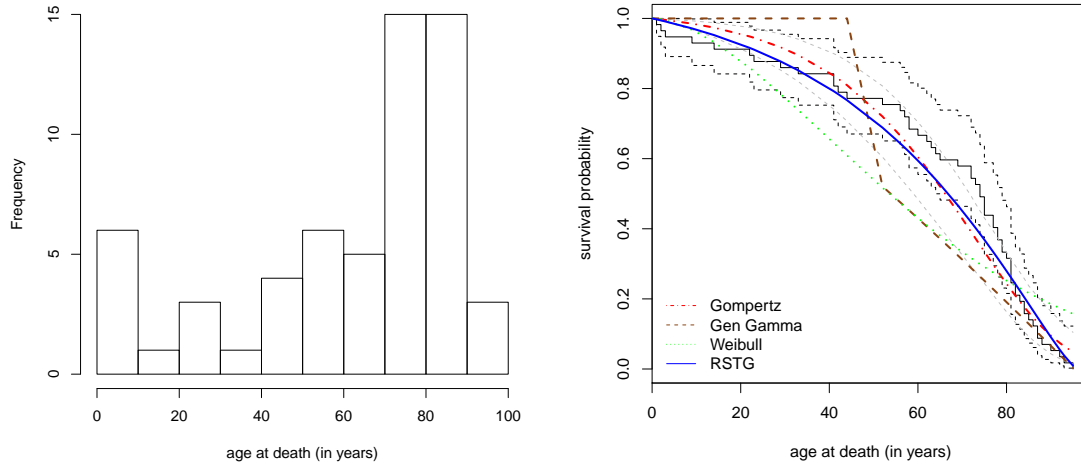 Frequency
15
10
5
0
0 20 40 60 80 100
age at death (in years)
survival probability
1.0
0.8
0.6
0.4
0.2
0.0
Gompertz
Gen Gamma
Weibull
RSTG
0 20 40 60 80
age at death (in years)